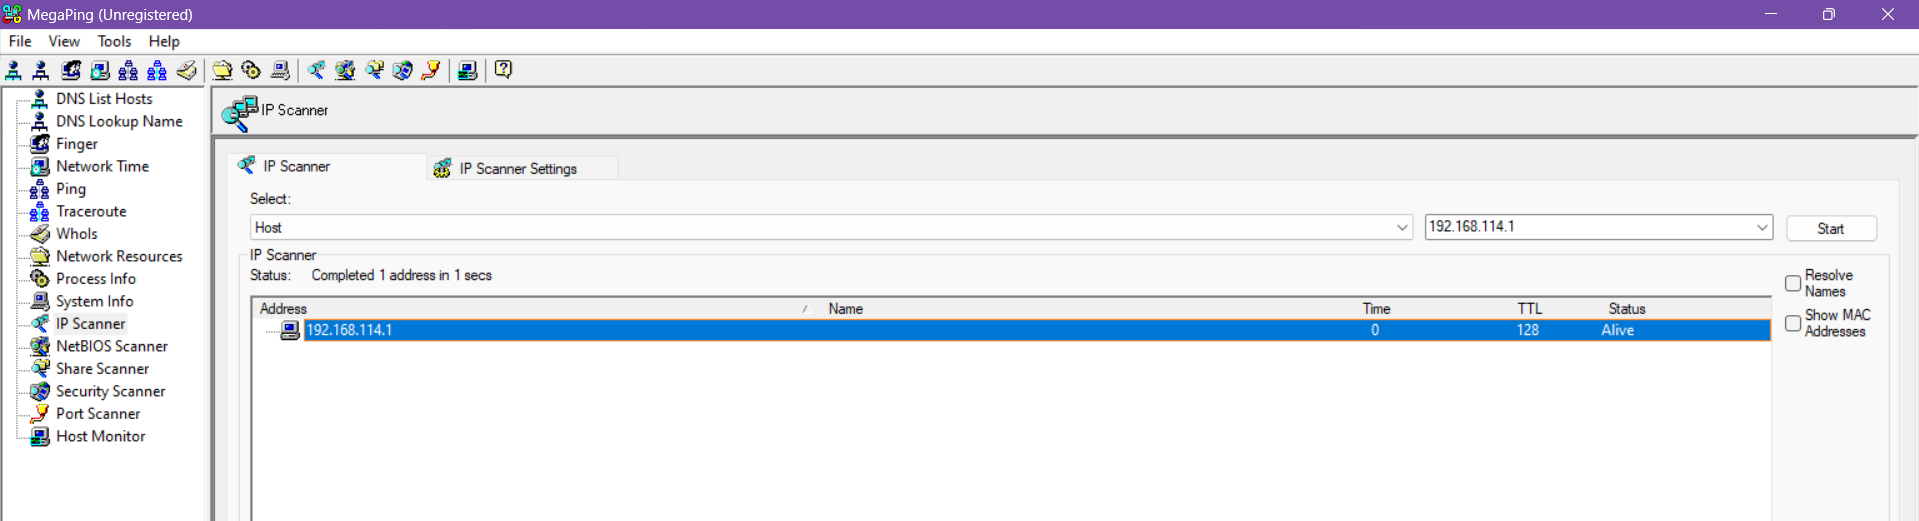 MegaPing (Unregistered)
File View Tools Help
DNS List Hosts
DNS Lookup Name
Finger
Network Time
Ping
Traceroute
WhoIs
Network Resources
Process Info
System Info
IP Scanner
NetBIOS Scanner
Share Scanner
Security Scanner
Port Scanner
Host Monitor
IP Scanner
IP Scanner IP Scanner Settings
Select:
Host 192.168.114.1 Start
IP Scanner
Status: Completed 1 address in 1 secs
Resolve
Names
Show MAC
Addresses
Address Name Time TTL Status
192.168.114.1 0 128 Alive